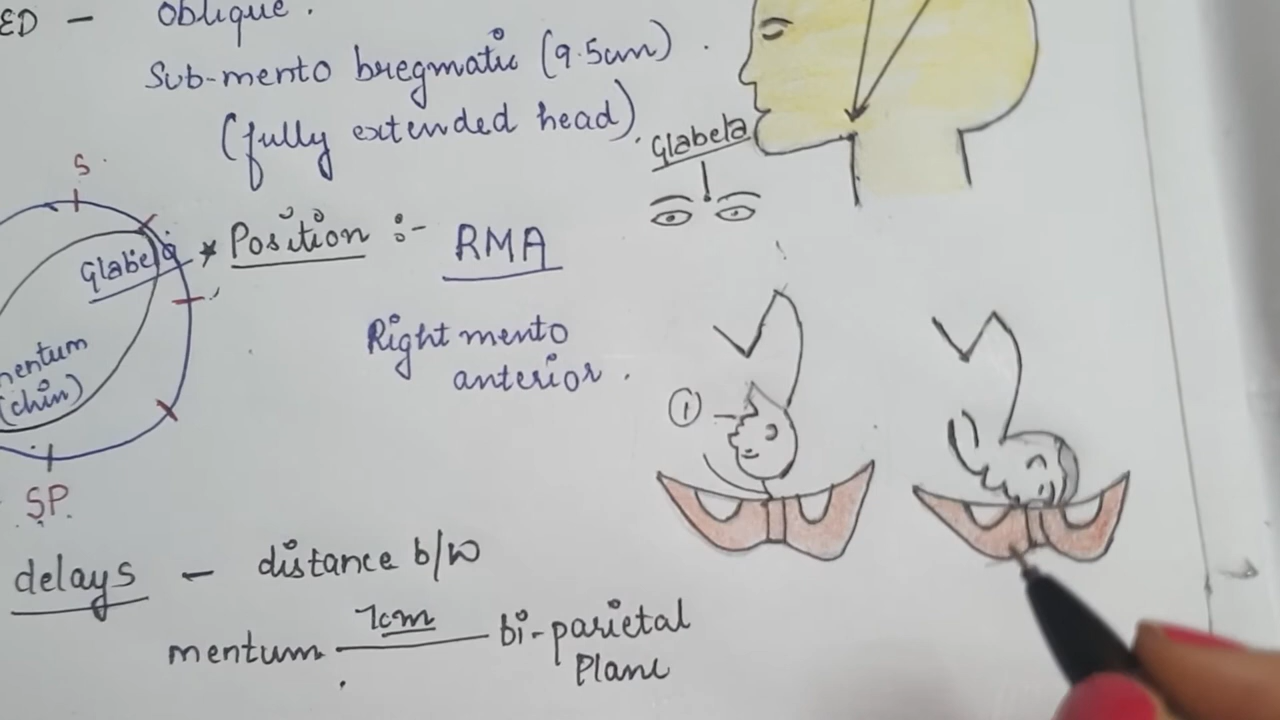 ED - oblique.
Sub-mento bregmatic (9.5cm).
(fully extended head).
Glabela
S.
Glabela
* Position :- RMA
Right mento
anterior.
mentum
(chin)
①
SP.
delays - distance b/w
mentum 7cm bi-parietal
Plane